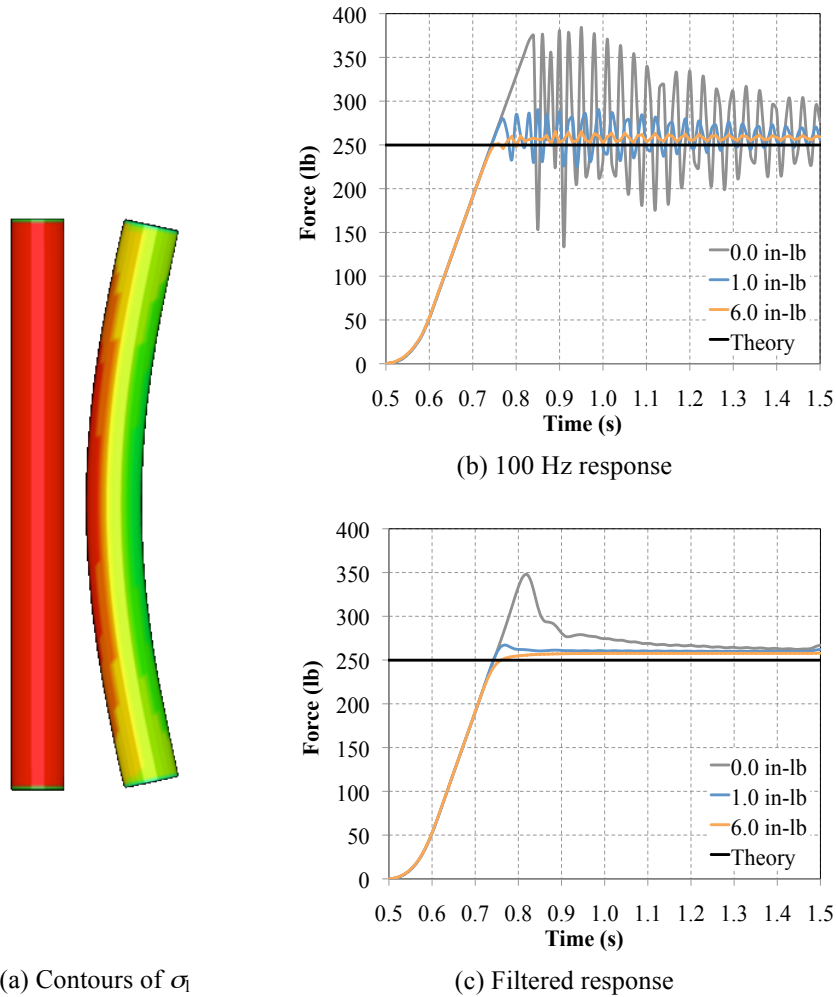 400
350
300
250
200
150
100
50
0
Force (lb)
0.0 in-lb
1.0 in-lb
6.0 in-lb
Theory
0.5 0.6 0.7 0.8 0.9 1.0 1.1 1.2 1.3 1.4 1.5
Time (s)
(b) 100 Hz response
400
350
300
250
200
150
100
50
0
Force (lb)
0.0 in-lb
1.0 in-lb
6.0 in-lb
Theory
0.5 0.6 0.7 0.8 0.9 1.0 1.1 1.2 1.3 1.4 1.5
Time (s)
(a) Contours of σ₁
(c) Filtered response